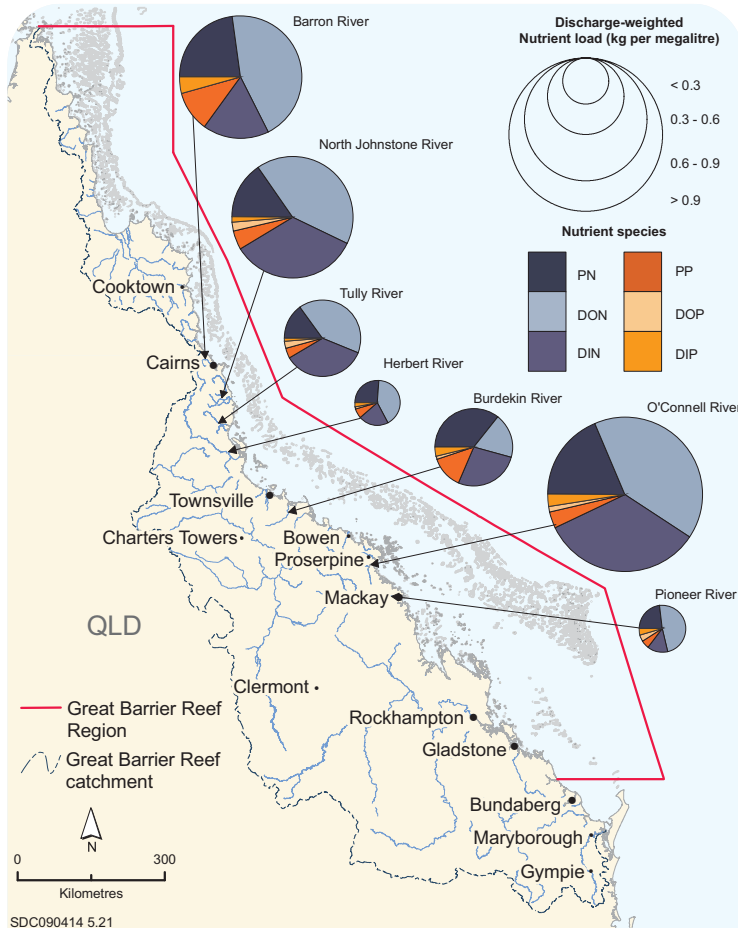 Barron River
Discharge-weighted
Nutrient load (kg per megalitre)
< 0.3
0.3 - 0.6
0.6 - 0.9
> 0.9
North Johnstone River
Nutrient species
PN
PP
DON
DOP
DIN
DIP
Cooktown
Tully River
Cairns
Herbert River
Burdekin River
O'Connell River
Townsville
Charters Towers
Bowen
Proserpine
Mackay
Pioneer River
QLD
Clermont
Great Barrier Reef
Region
Rockhampton
Great Barrier Reef
catchment
Gladstone
Bundaberg
Maryborough
Gympie
N
0 300
Kilometres
SDC090414 5.21